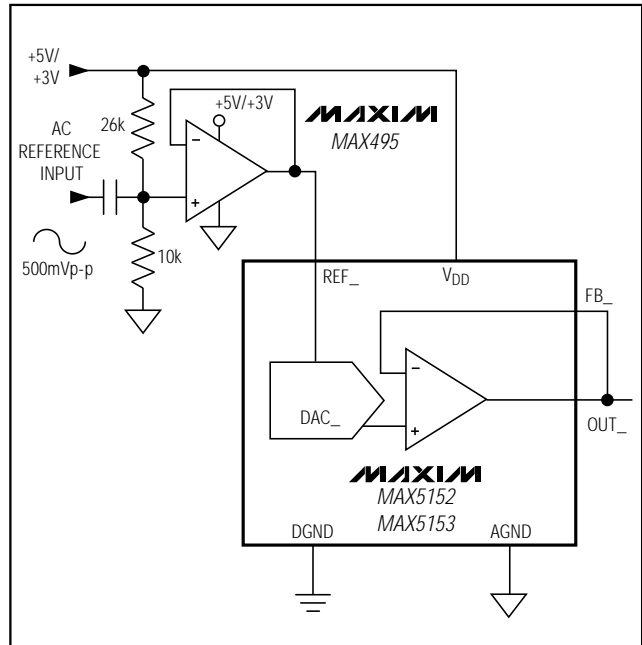 +5V/
+3V
26k
+5V/+3V
MAXIM
MAX495
AC
REFERENCE
INPUT
−
+
500mVp-p
10k
REF_
VDD
FB_
DAC_
−
+
OUT_
MAXIM
MAX5152
MAX5153
DGND
AGND